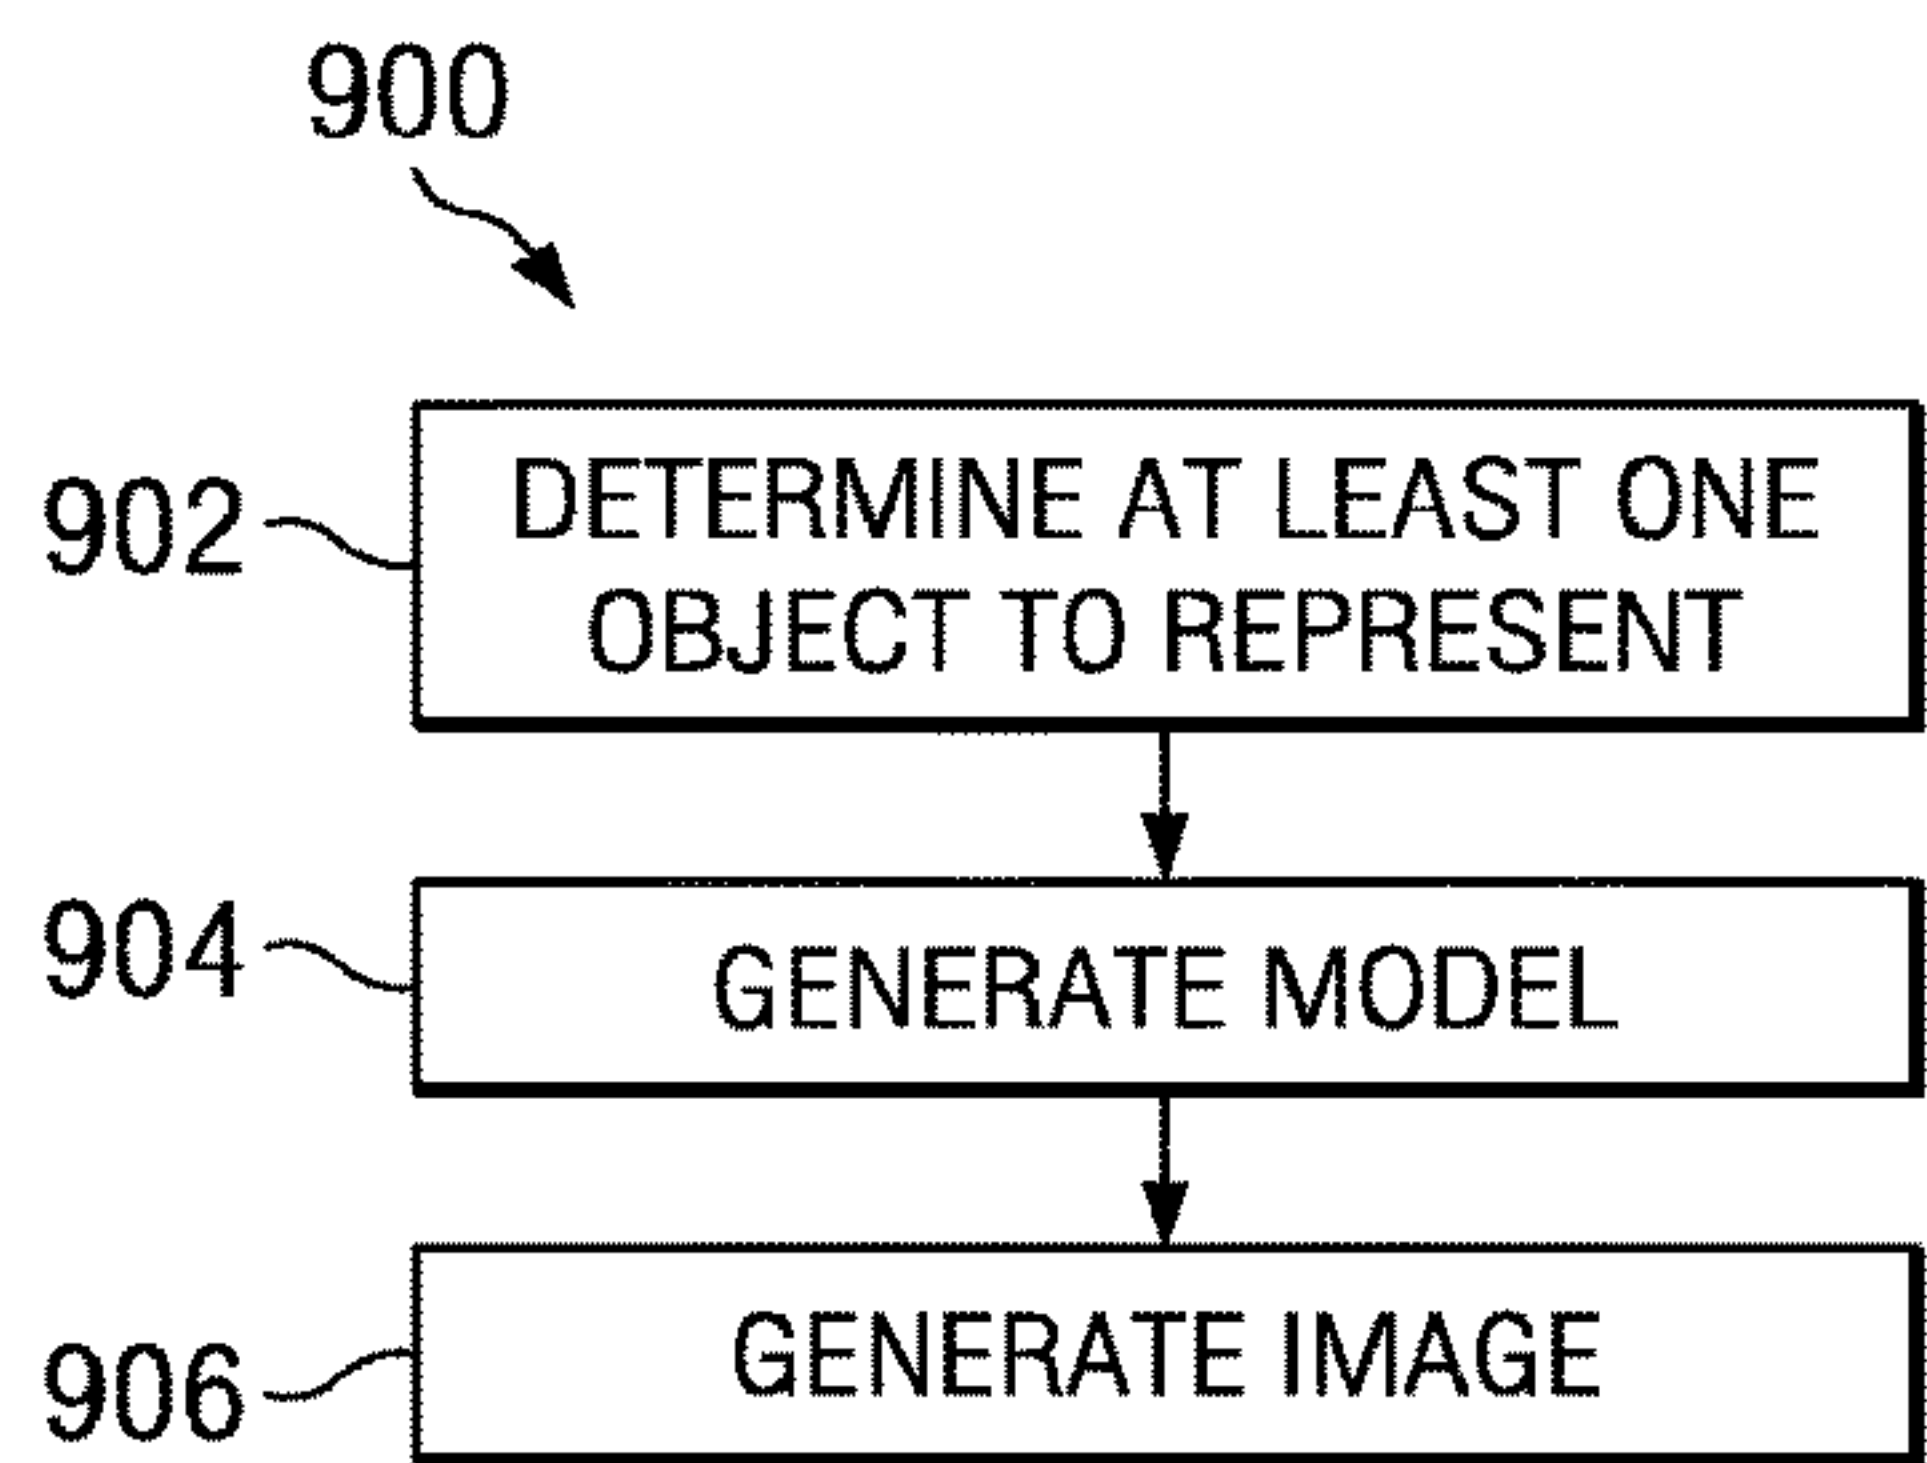 900
902
DETERMINE AT LEAST ONE
OBJECT TO REPRESENT
904
GENERATE MODEL
906
GENERATE IMAGE